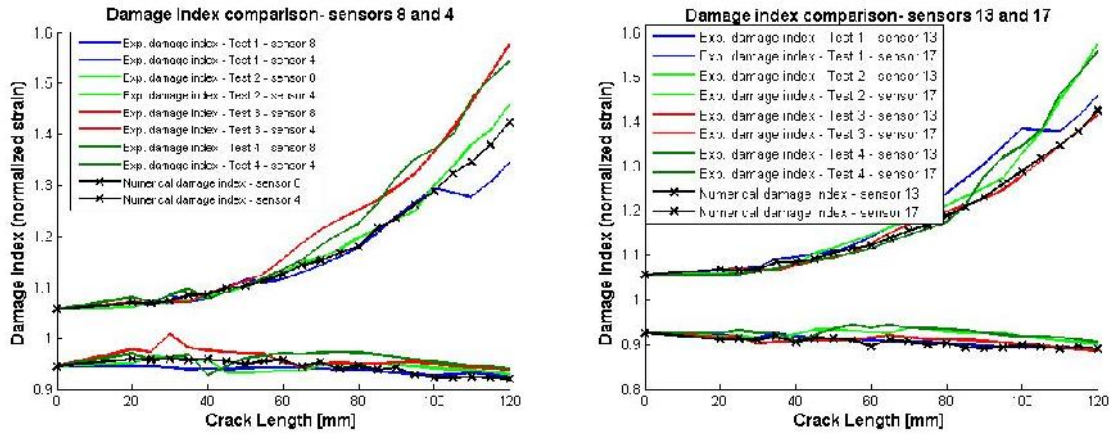 Damage Index comparison- sensors 8 and 4
1.6
1.5
1.4
1.3
1.2
1.1
1
0.9
Damage Index (normalized strain)
Exp. damage index - Test 1 - sensor 8
Exp. damage index - Test 1 - sensor 4
Exp. damage index - Test 2 - sensor
Exp. damage index - Test 2 - sensor 4
Exp. damage index - Test 3 - sensor 8
Exp. damage index - Test 3 - sensor 4
Exp. damage index - Test 4 - sensor 8
Exp. damage index - Test 4 - sensor 4
Numerical damage index - sensor
Numerical damage index - sensor 4
0 20 40 60 80 100 120
Crack Length [mm]
Damage index comparison- sensors 13 and 17
1.6
1.5
1.4
1.3
1.2
1.1
1
0.9
0.8
Damage Index (normalized strain)
Exp. damage index - Test 1 - sensor 13
Exp. damage index - Test 1 - sensor 17
Exp. damage index - Test 2 - sensor 13
Exp. damage index - Test 2 - sensor 17
Exp. damage index - Test 3 - sensor 13
Exp. damage index - Test 3 - sensor 17
Exp. damage index - Test 4 - sensor 13
Exp. damage index - Test 4 - sensor 17
Numerical damage index - sensor 13
Numerical damage index - sensor 17
0 20 40 60 80 100 120
Crack Length [mm]